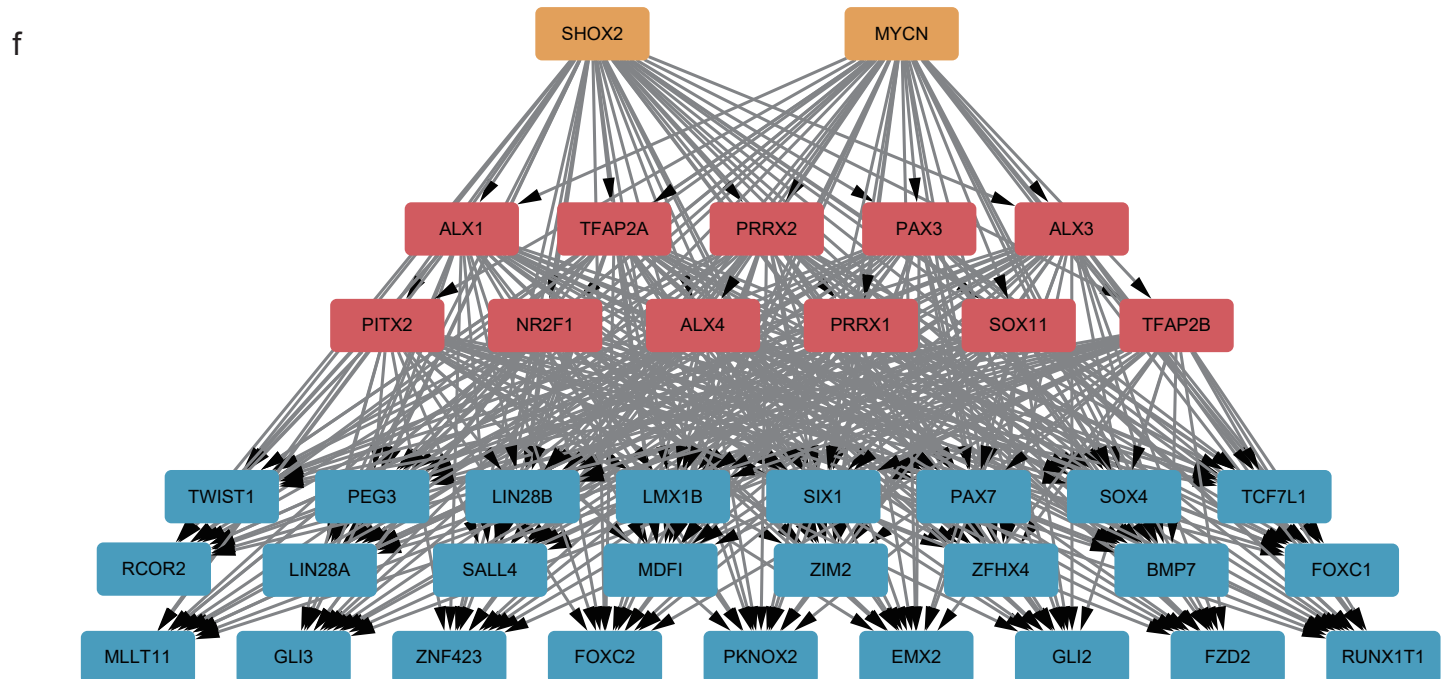 f
SHOX2 MYCN
ALX1 TFAP2A PRRX2 PAX3 ALX3
PITX2 NR2F1 ALX4 PRRX1 SOX11 TFAP2B
TWIST1 PEG3 LIN28B LMX1B SIX1 PAX7 SOX4 TCF7L1
RCOR2 LIN28A SALL4 MDFI ZIM2 ZFHX4 BMP7 FOXC1
MLLT11 GLI3 ZNF423 FOXC2 PKNOX2 EMX2 GLI2 FZD2 RUNX1T1